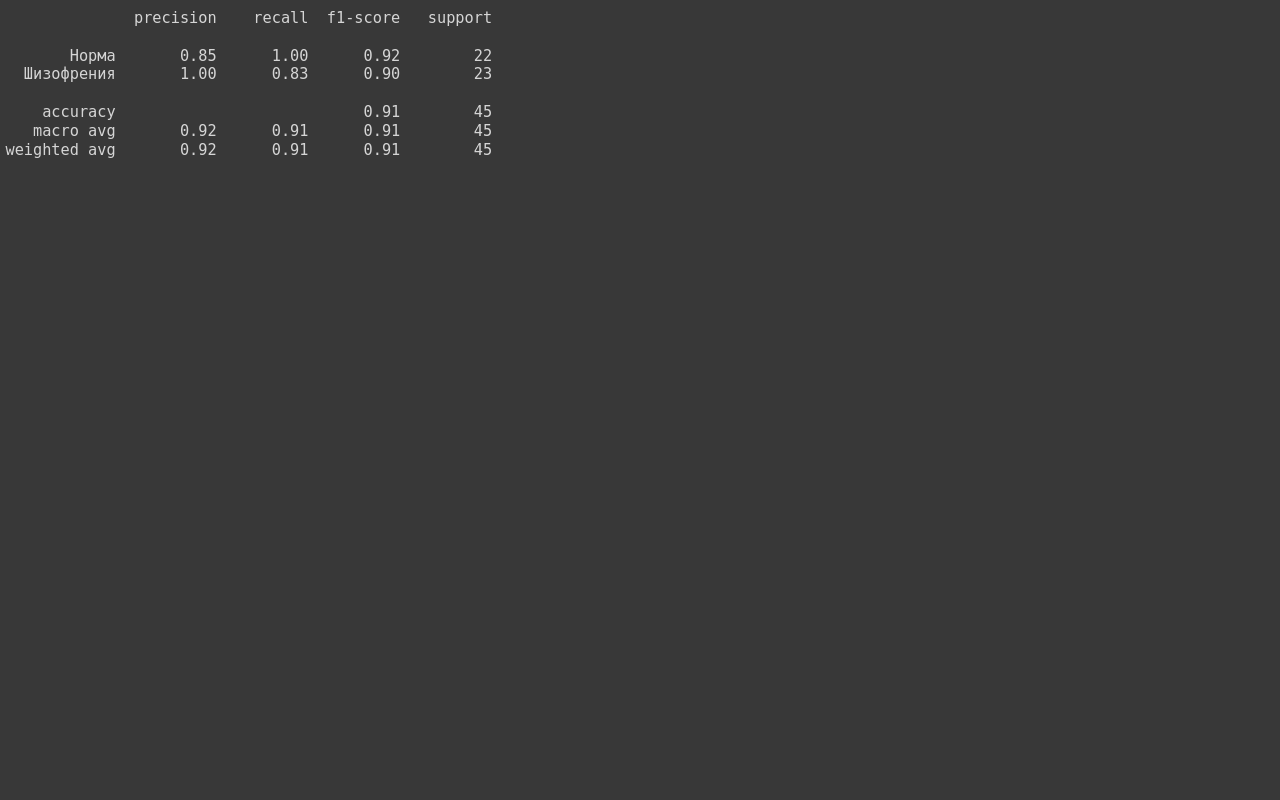 precision recall f1-score support
Норма 0.85 1.00 0.92 22
Шизофрения 1.00 0.83 0.90 23
accuracy 0.91 45
macro avg 0.92 0.91 0.91 45
weighted avg 0.92 0.91 0.91 45